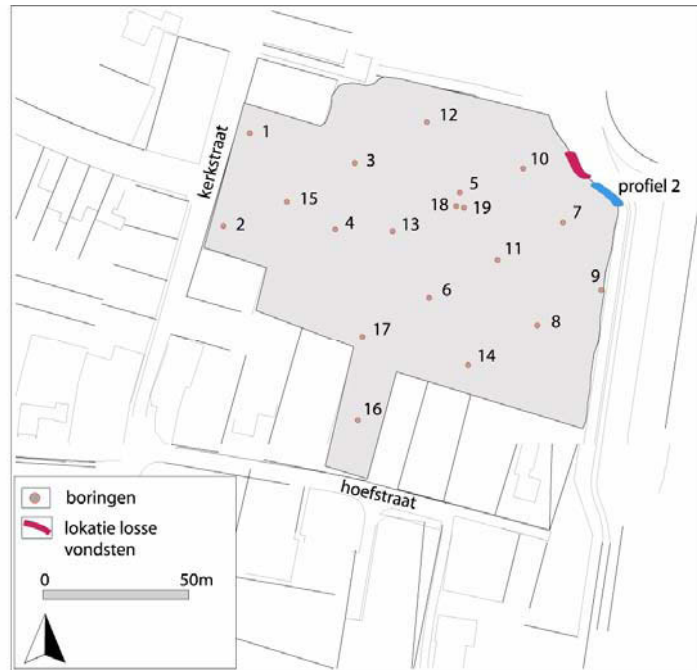 12
1
3
10
kerkstraat
profiel 2
5
15
18
19
7
2
4
13
11
9
6
8
17
14
16
hoefstraat
boringen
lokatie losse
vondsten
0
50m